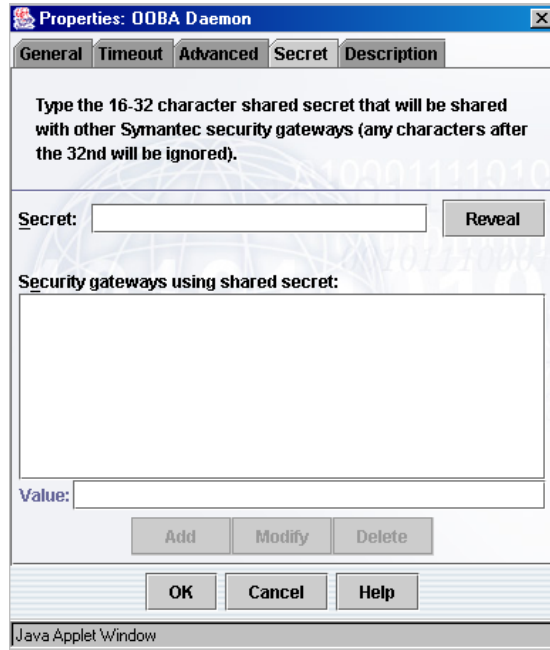 Properties: OOBA Daemon
General Timeout Advanced Secret Description
Type the 16-32 character shared secret that will be shared
with other Symantec security gateways (any characters after
the 32nd will be ignored).
Secret: Reveal
Security gateways using shared secret:
Value:
Add Modify Delete
OK Cancel Help
Java Applet Window